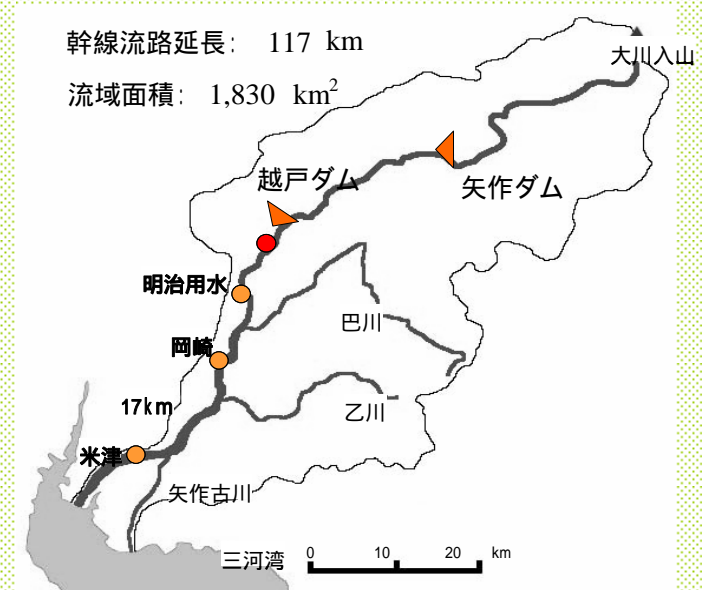 幹線流路延長： 117 km
大川入山
流域面積： 1,830 km²
越戸ダム
矢作ダム
明治用水
巴川
岡崎
17km
乙川
米津
矢作古川
三河湾
0 10 20 km